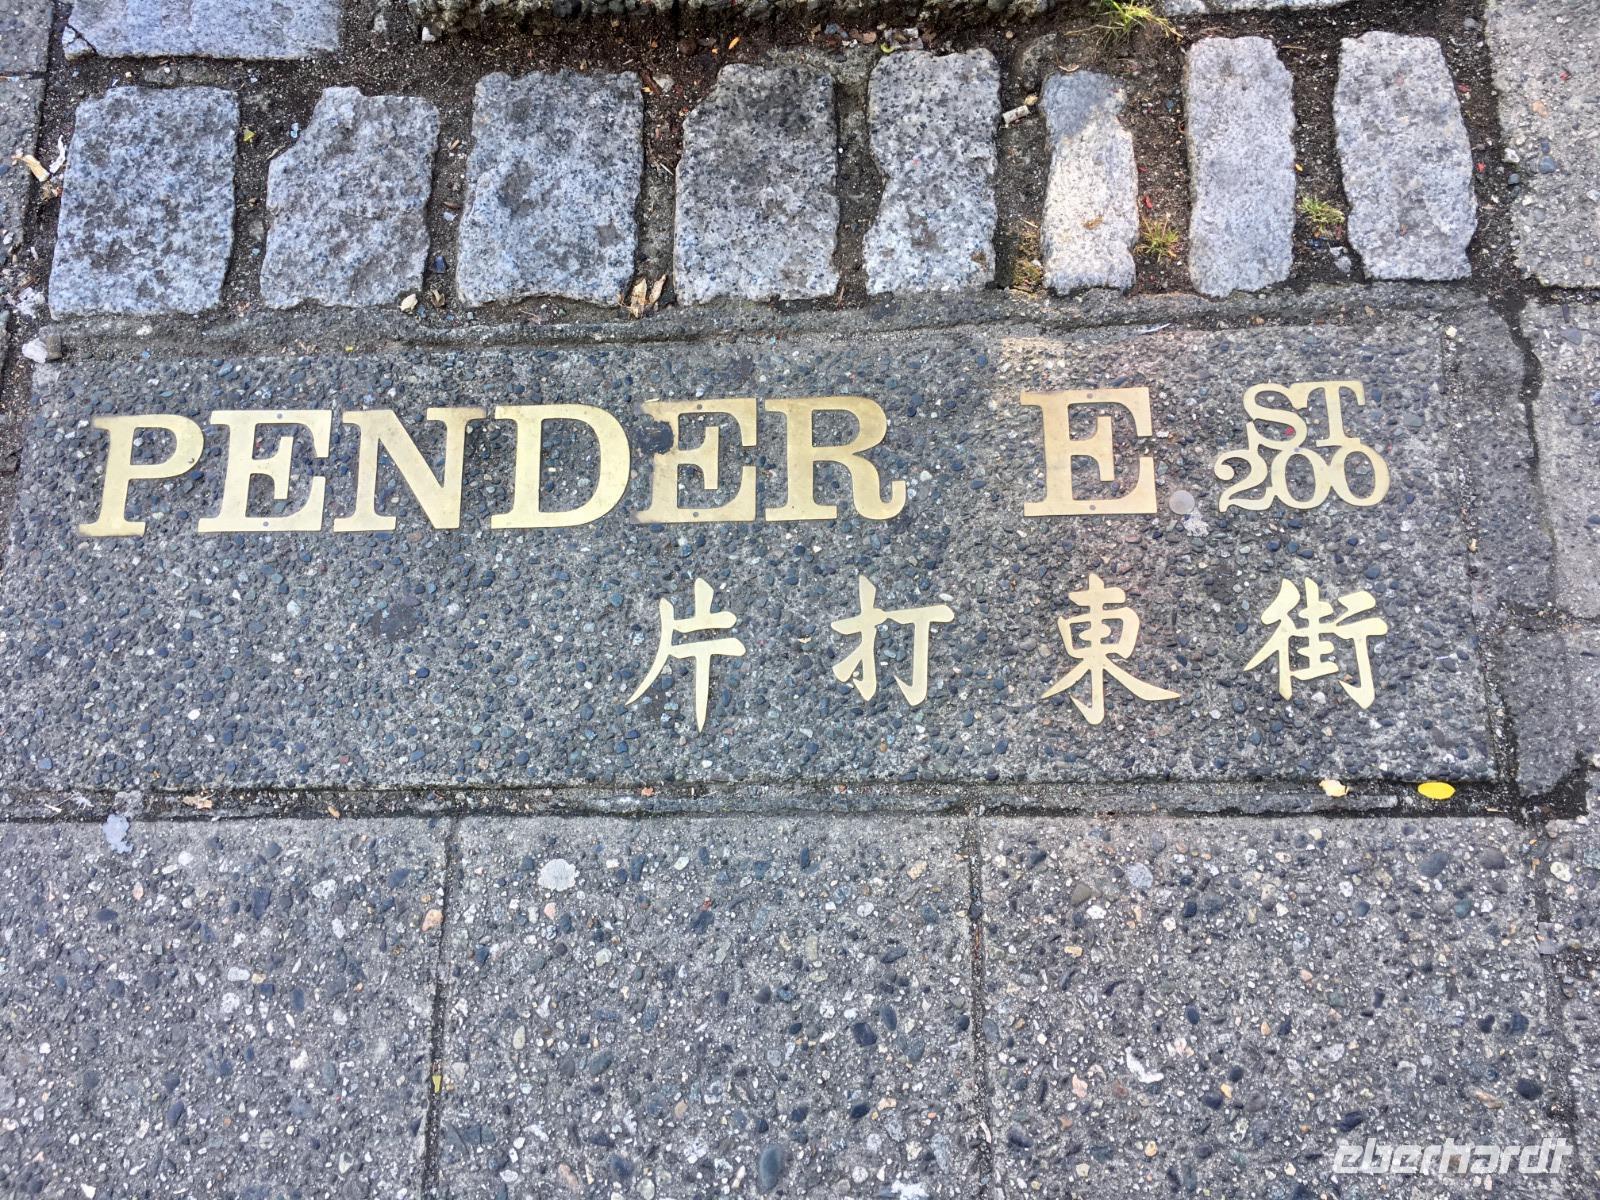 PENDER E. ST 200
片打東街
eberhardt